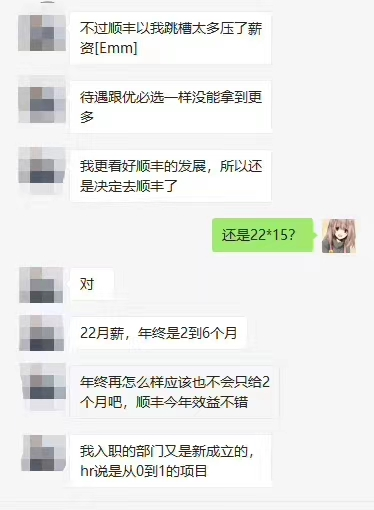 不过顺丰以我跳槽太多压了薪
资[Emm]
待遇跟优必选一样没能拿到更
多
我更看好顺丰的发展，所以还
是决定去顺丰了
还是22*15?
对
22月薪，年终是2到6个月
年终再怎么样应该也不会只给2
个月吧，顺丰今年效益不错
我入职的部门又是新成立的，
hr说是从0到1的项目